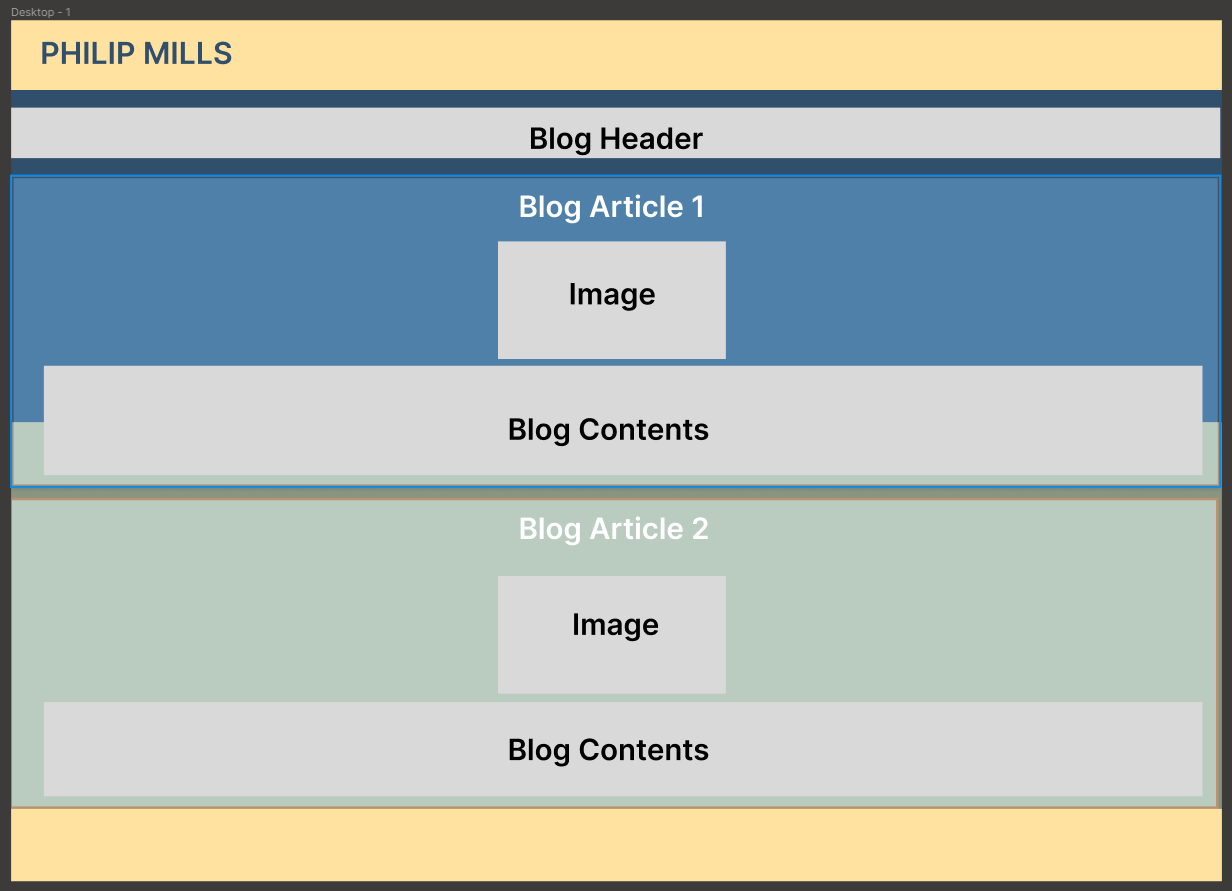 Desktop - 1
PHILIP MILLS
Blog Header
Blog Article 1
Image
Blog Contents
Blog Article 2
Image
Blog Contents